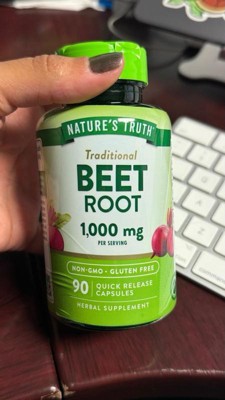 NATURE'S TRUTH
Traditional
BEET
ROOT
1,000 mg
PER SERVING
NON-GMO • GLUTEN FREE
90 QUICK RELEASE
CAPSULES
HERBAL SUPPLEMENT